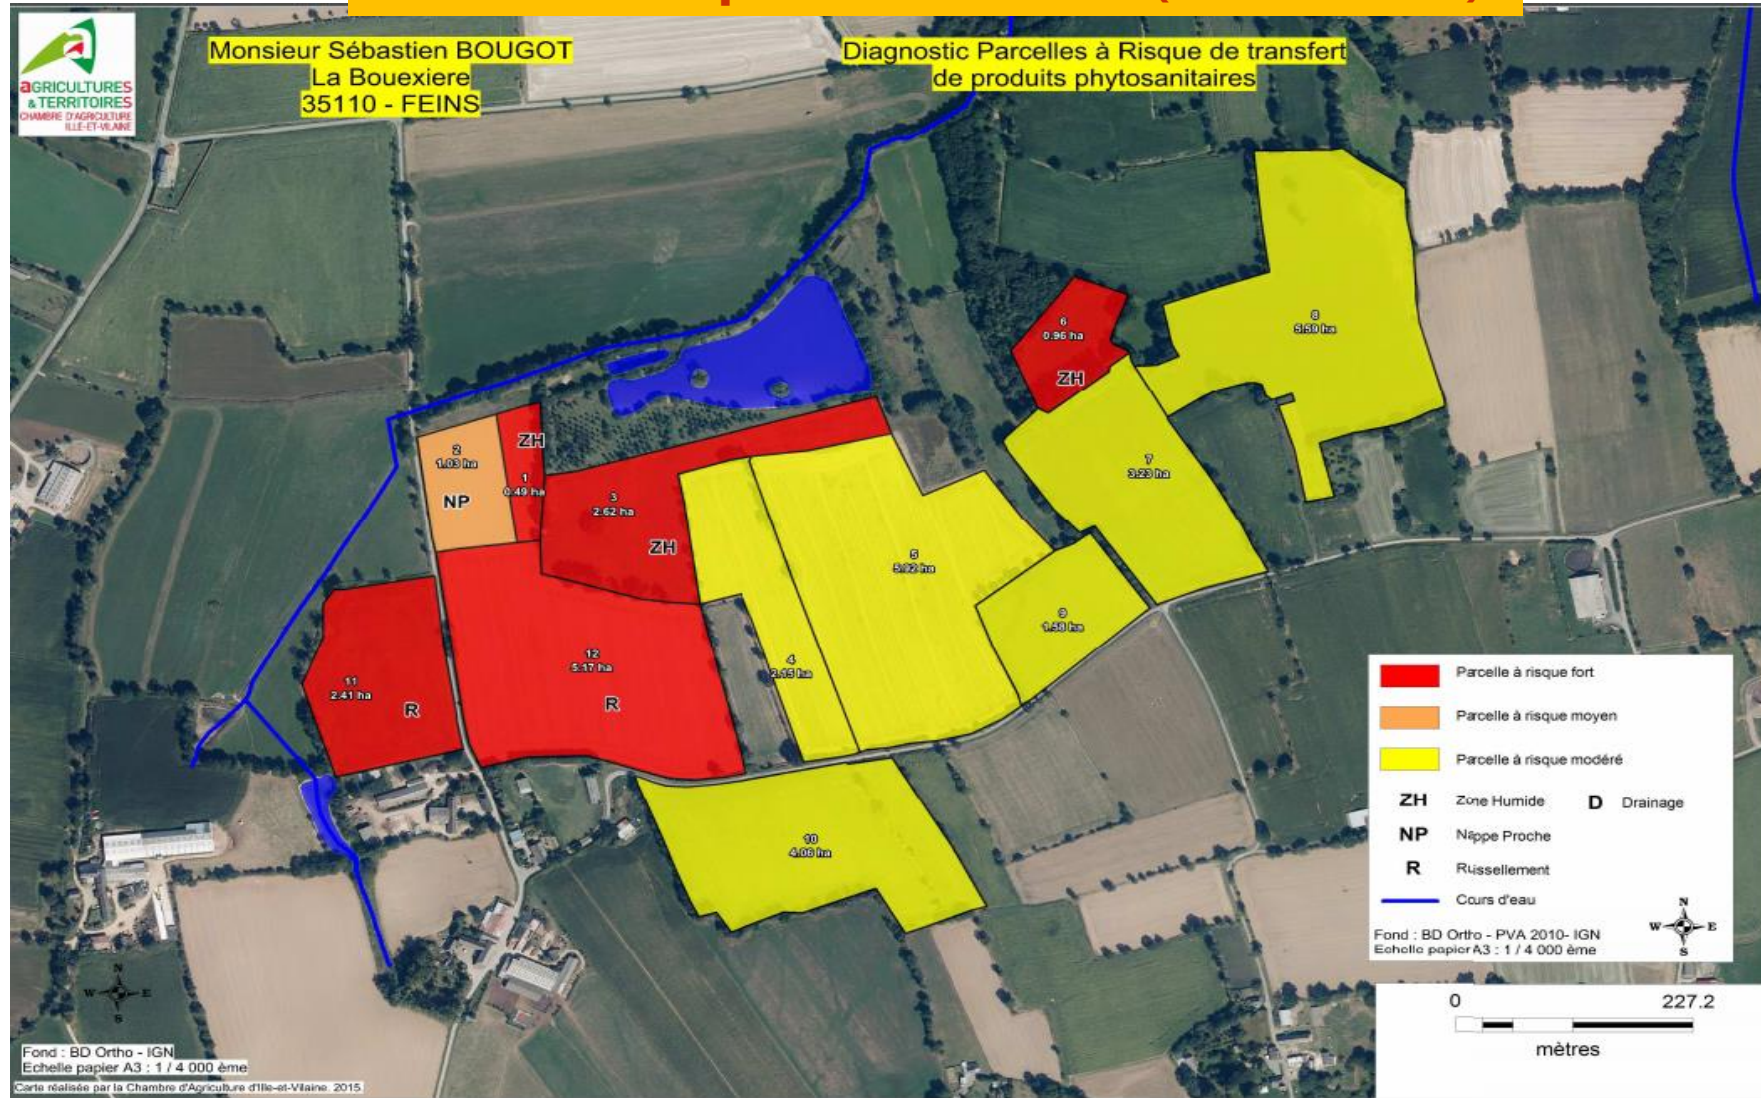 aGRICULTURES
& TERRITOIRES
CHAMBRE D'AGRICULTURE
ILLE-ET-VILAINE
Monsieur Sébastien BOUGOT
La Bouexiere
35110 - FEINS
Diagnostic Parcelles à Risque de transfert
de produits phytosanitaires
8
5.59 ha
6
0.96 ha
ZH
2
1.03 ha
NP
ZH
1
0.49 ha
3
2.62 ha
ZH
7
3.23 ha
5
5.92 ha
9
1.58 ha
12
5.17 ha
R
4
2.15 ha
11
2.41 ha
R
10
4.06 ha
Parcelle à risque fort
Parcelle à risque moyen
Parcelle à risque modéré
ZH Zone Humide D Drainage
NP Nappe Proche
R Ruissellement
Cours d'eau
Fond : BD Ortho - PVA 2010- IGN
Echelle papier A3 : 1 / 4 000 ème
N
W E
S
0 227.2
mètres
N
W E
S
Fond : BD Ortho - IGN
Echelle papier A3 : 1 / 4 000 ème
Carte réalisée par la Chambre d'Agriculture d'Ille-et-Vilaine. 2015.